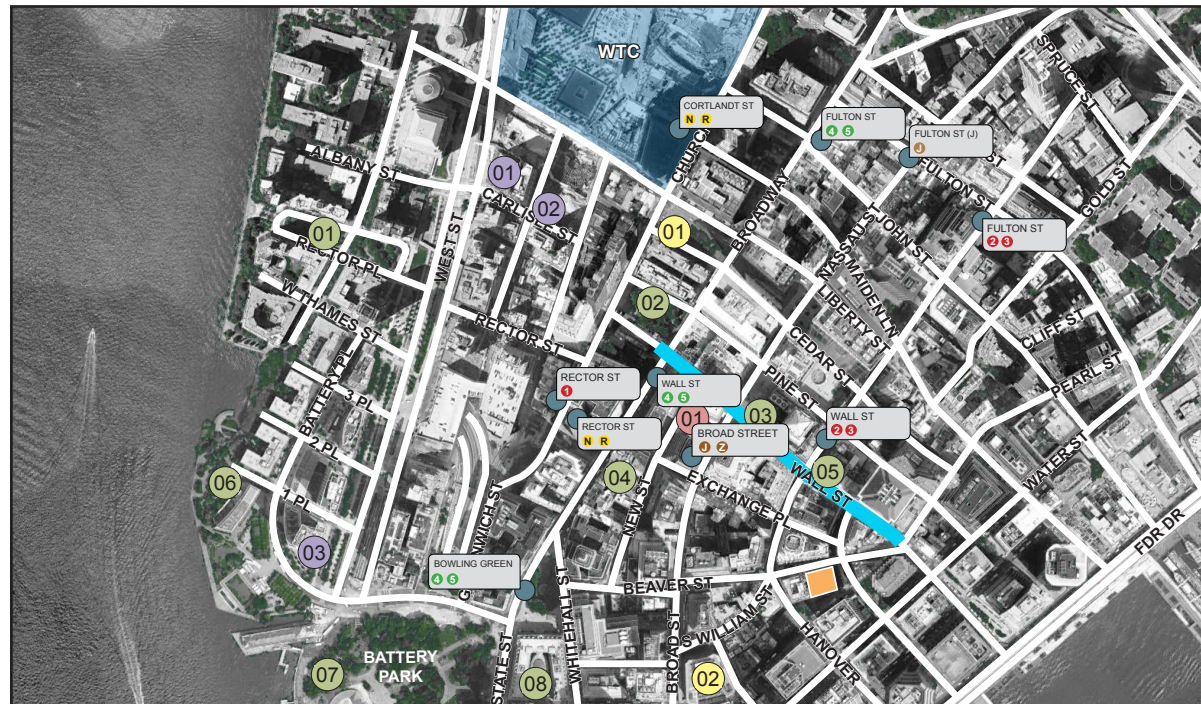 WTC
SPRUCE ST
CORTLANDT ST
N R
CHURCH
FULTON ST
4 5
FULTON ST (J)
J
ST
FULTON ST
GOLD ST
ALBANY ST
01
CARLISLE ST
02
BROADWAY
NASSAU ST
JOHN ST
FULTON ST
2 3
01
RECTOR PL
WEST ST
01
MAIDEN LN
LIBERTY ST
W THAMES ST
02
CLIFF ST
RECTOR ST
CEDAR ST
PEARL ST
BATTERY PL
3 PL
PINE ST
RECTOR ST
1
WALL ST
4 5
01
03
RECTOR ST
N R
BROAD STREET
J Z
WALL ST
2 3
2 PL
WATER ST
06
04
05
WALL ST
1 PL
NEW ST
EXCHANGE PL
FDR DR
03
BOWLING GREEN
4 5
G
NWICH ST
BEAVER ST
WHITEHALL ST
S WILLIAM ST
HANOVER
BATTERY
PARK
07
STATE ST
08
BROAD ST
02